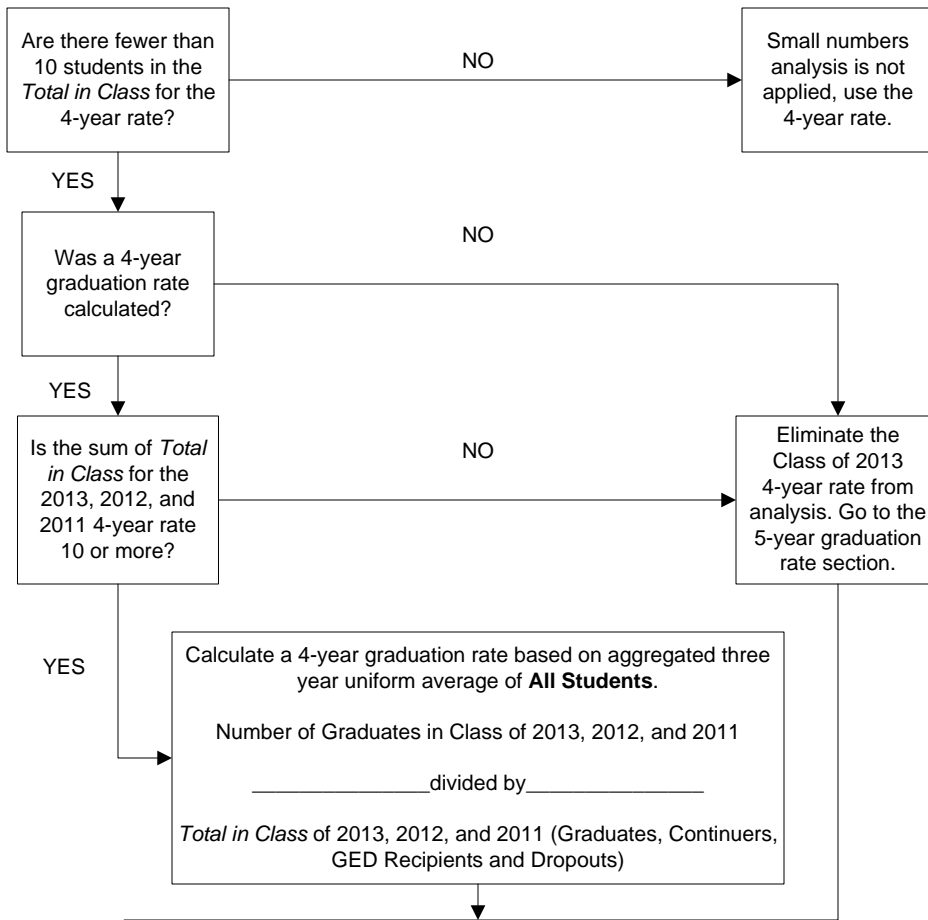 Are there fewer than
10 students in the
Total in Class for the
4-year rate?
NO
Small numbers
analysis is not
applied, use the
4-year rate.
YES
Was a 4-year
graduation rate
calculated?
NO
YES
Is the sum of Total
in Class for the
2013, 2012, and
2011 4-year rate
10 or more?
NO
Eliminate the
Class of 2013
4-year rate from
analysis. Go to the
5-year graduation
rate section.
YES
Calculate a 4-year graduation rate based on aggregated three
year uniform average of All Students.
Number of Graduates in Class of 2013, 2012, and 2011
________________divided by________________
Total in Class of 2013, 2012, and 2011 (Graduates, Continuers,
GED Recipients and Dropouts)